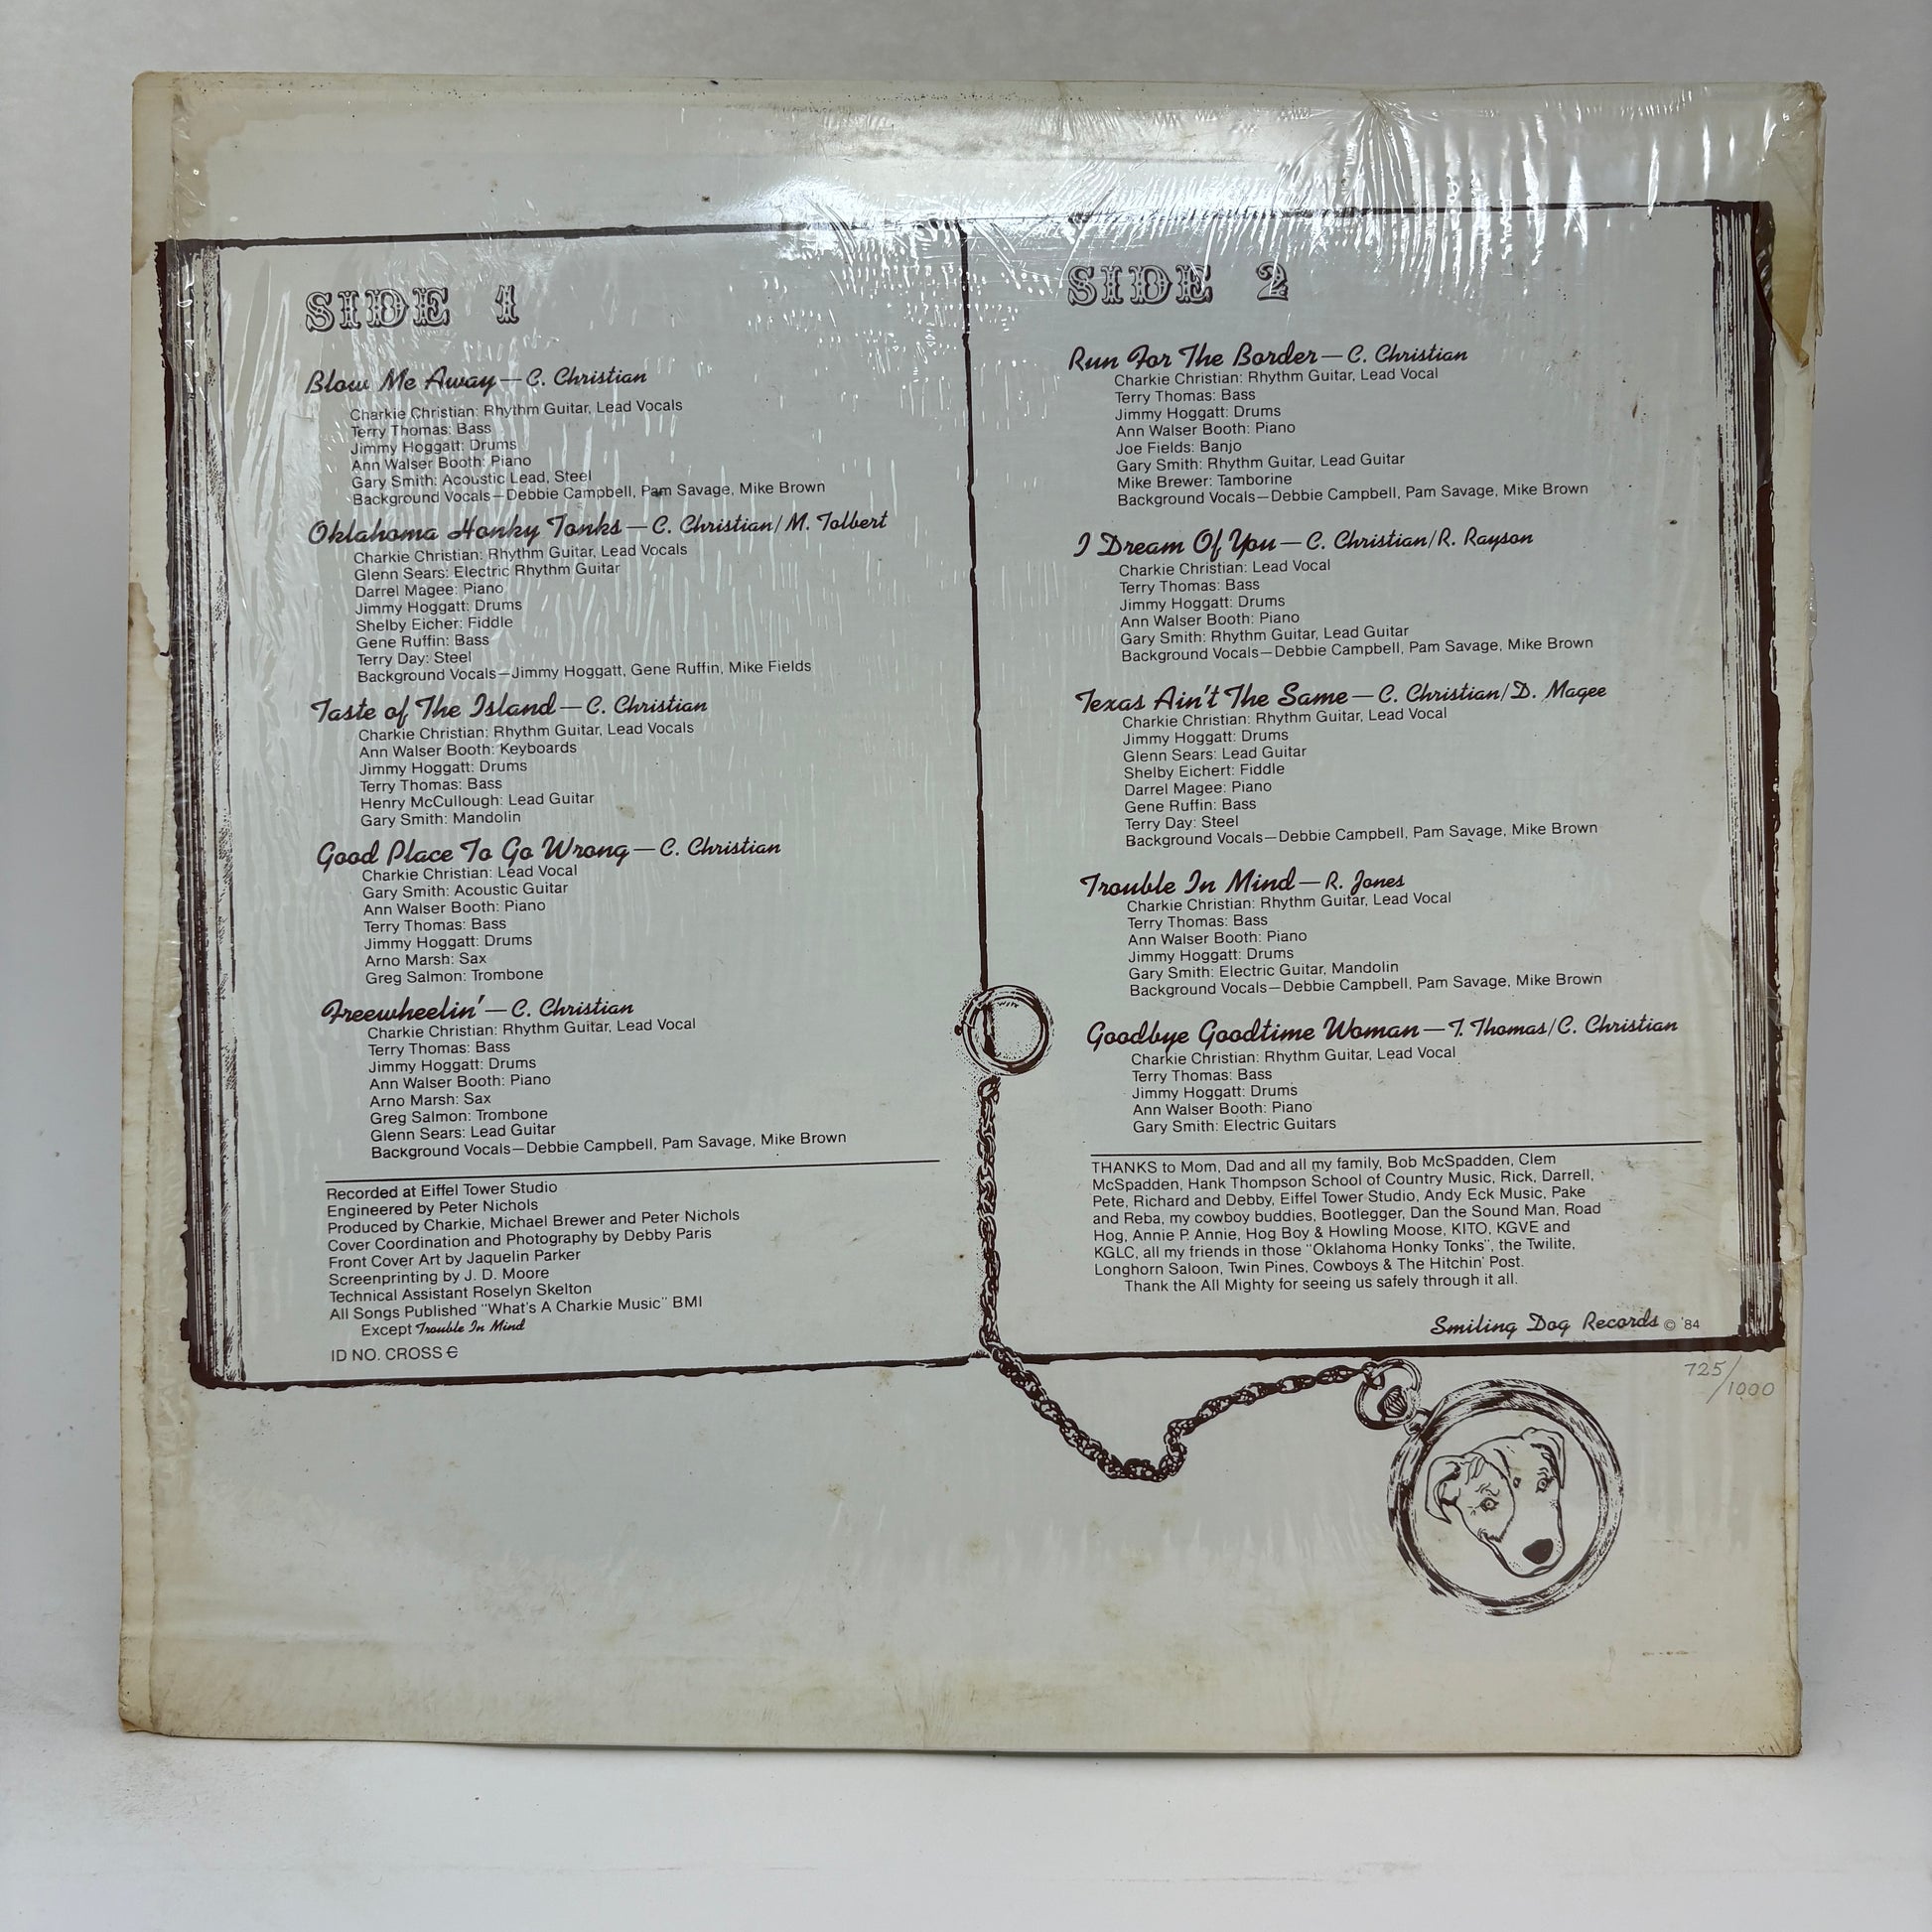 SIDE 1
Blow Me Away—C. Christian
Charkie Christian: Rhythm Guitar, Lead Vocals
Terry Thomas: Bass
Jimmy Hoggatt: Drums
Ann Walser Booth: Piano
Gary Smith: Acoustic Lead, Steel
Background Vocals—Debbie Campbell, Pam Savage, Mike Brown
Oklahoma Honky Tonks—C. Christian/M. Tolbert
Charkie Christian: Rhythm Guitar, Lead Vocals
Glenn Sears: Electric Rhythm Guitar
Darrel Magee: Piano
Jimmy Hoggatt: Drums
Shelby Eicher: Fiddle
Gene Ruffin: Bass
Terry Day: Steel
Background Vocals—Jimmy Hoggatt, Gene Ruffin, Mike Fields
Taste of The Island—C. Christian
Charkie Christian: Rhythm Guitar, Lead Vocals
Ann Walser Booth: Keyboards
Jimmy Hoggatt: Drums
Terry Thomas: Bass
Henry McCullough: Lead Guitar
Gary Smith: Mandolin
Good Place To Go Wrong—C. Christian
Charkie Christian: Lead Vocal
Gary Smith: Acoustic Guitar
Ann Walser Booth: Piano
Terry Thomas: Bass
Jimmy Hoggatt: Drums
Arno Marsh: Sax
Greg Salmon: Trombone
Freewheelin'—C. Christian
Charkie Christian: Rhythm Guitar, Lead Vocal
Terry Thomas: Bass
Jimmy Hoggatt: Drums
Ann Walser Booth: Piano
Arno Marsh: Sax
Greg Salmon: Trombone
Glenn Sears: Lead Guitar
Background Vocals—Debbie Campbell, Pam Savage, Mike Brown
Recorded at Eiffel Tower Studio
Engineered by Peter Nichols
Produced by Charkie, Michael Brewer and Peter Nichols
Cover Coordination and Photography by Debby Paris
Front Cover Art by Jaquelin Parker
Screenprinting by J. D. Moore
Technical Assistant Roselyn Skelton
All Songs Published "What's A Charkie Music" BMI
Except Trouble In Mind
ID NO. CROSS €
SIDE 2
Run For The Border—C. Christian
Charkie Christian: Rhythm Guitar, Lead Vocal
Terry Thomas: Bass
Jimmy Hoggatt: Drums
Ann Walser Booth: Piano
Joe Fields: Banjo
Gary Smith: Rhythm Guitar, Lead Guitar
Mike Brewer: Tamborine
Background Vocals—Debbie Campbell, Pam Savage, Mike Brown
I Dream Of You—C. Christian/R. Rayson
Charkie Christian: Lead Vocal
Terry Thomas: Bass
Jimmy Hoggatt: Drums
Ann Walser Booth: Piano
Gary Smith: Rhythm Guitar, Lead Guitar
Background Vocals—Debbie Campbell, Pam Savage, Mike Brown
Texas Ain't The Same—C. Christian/D. Magee
Charkie Christian: Rhythm Guitar, Lead Vocal
Jimmy Hoggatt: Drums
Glenn Sears: Lead Guitar
Shelby Eichert: Fiddle
Darrel Magee: Piano
Gene Ruffin: Bass
Terry Day: Steel
Background Vocals—Debbie Campbell, Pam Savage, Mike Brown
Trouble In Mind—R. Jones
Charkie Christian: Rhythm Guitar, Lead Vocal
Terry Thomas: Bass
Ann Walser Booth: Piano
Jimmy Hoggatt: Drums
Gary Smith: Electric Guitar, Mandolin
Background Vocals—Debbie Campbell, Pam Savage, Mike Brown
Goodbye Goodtime Woman—T. Thomas/C. Christian
Charkie Christian: Rhythm Guitar, Lead Vocal
Terry Thomas: Bass
Jimmy Hoggatt: Drums
Ann Walser Booth: Piano
Gary Smith: Electric Guitars
THANKS to Mom, Dad and all my family, Bob McSpadden, Clem
McSpadden, Hank Thompson School of Country Music, Rick, Darrell,
Pete, Richard and Debby, Eiffel Tower Studio, Andy Eck Music, Pake
and Reba, my cowboy buddies, Bootlegger, Dan the Sound Man, Road
Hog, Annie P. Annie, Hog Boy & Howling Moose, KITO, KGVE and
KGLC, all my friends in those "Oklahoma Honky Tonks", the Twilite,
Longhorn Saloon, Twin Pines, Cowboys & The Hitchin' Post.
Thank the All Mighty for seeing us safely through it all.
Smiling Dog Records © '84
725/1000